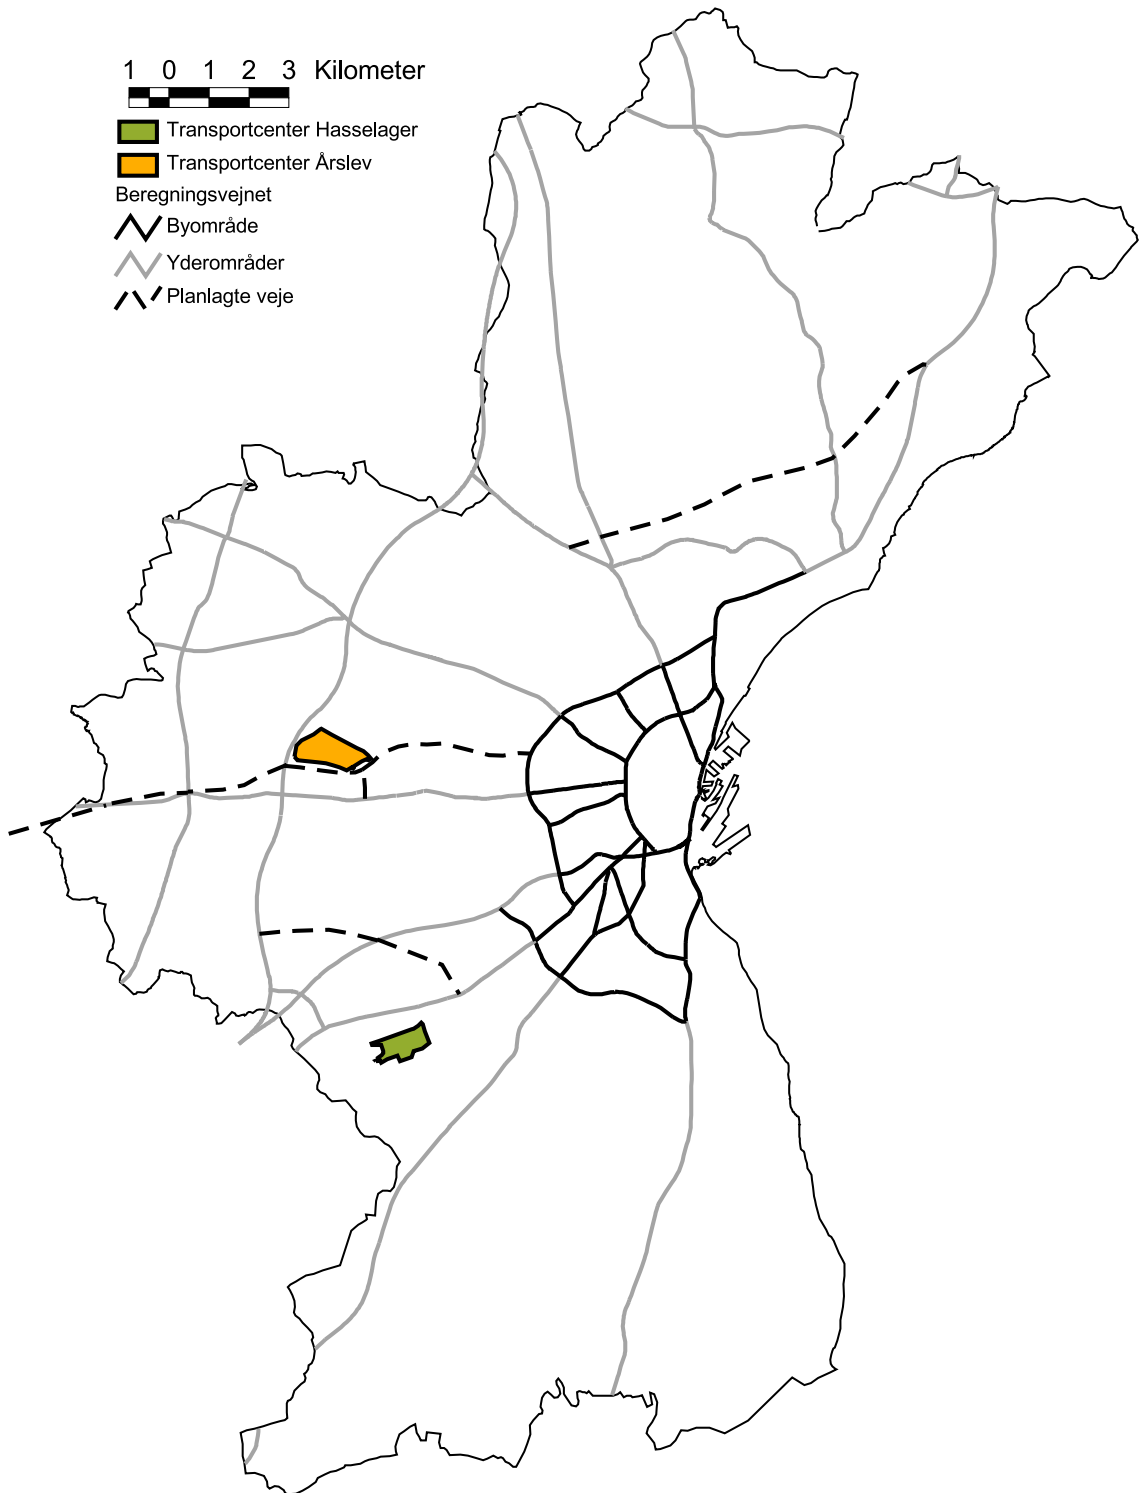 1 0 1 2 3 Kilometer
Transportcenter Hasselager
Transportcenter Årslev
Beregningsvejnet
Byområde
Yderområder
Planlagte veje